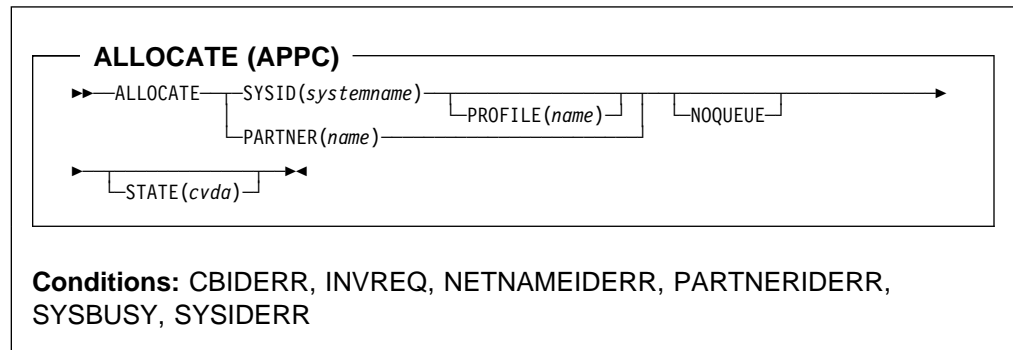 ALLOCATE (APPC)
ALLOCATE SYSID(systemname) PROFILE(name) NOQUEUE
PARTNER(name)
STATE(cvda)
Conditions: CBIDERR, INVREQ, NETNAMEIDERR, PARTNERIDERR,
SYSBUSY, SYSIDERR